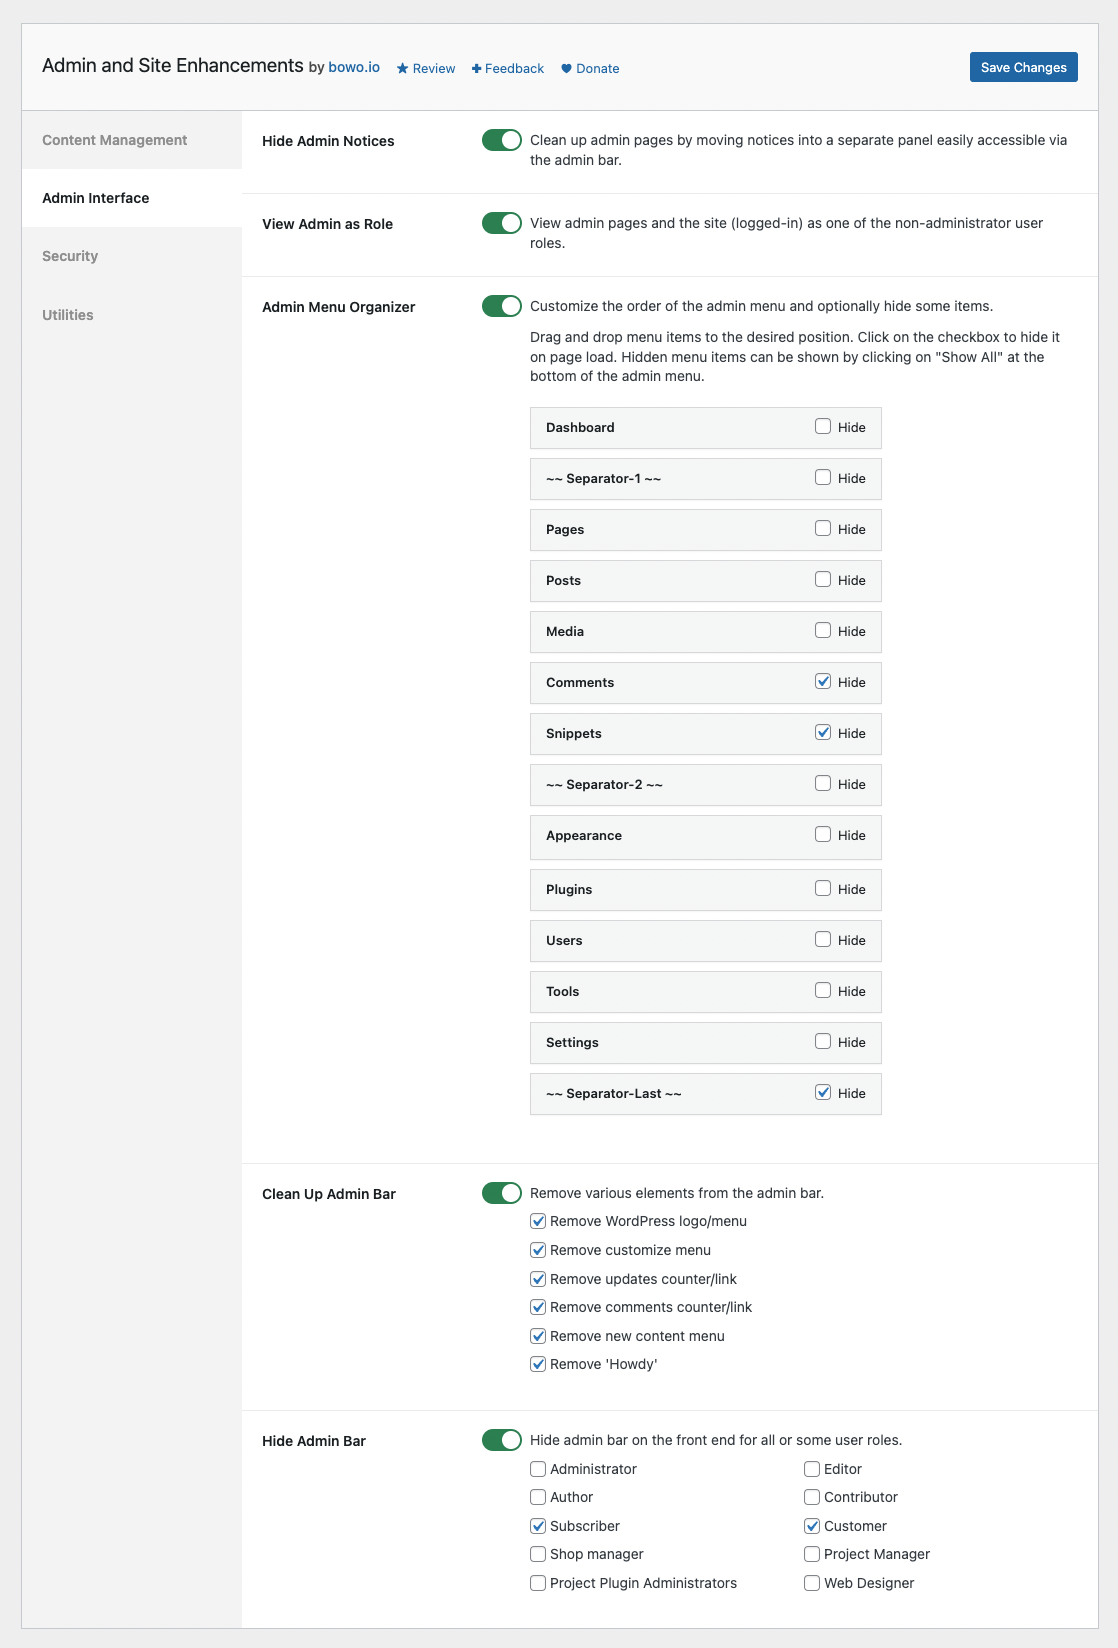 Admin and Site Enhancements by bowo.io Review Feedback Donate
Save Changes
Content Management
Admin Interface
Security
Utilities
Hide Admin Notices
Clean up admin pages by moving notices into a separate panel easily accessible via
the admin bar.
View Admin as Role
View admin pages and the site (logged-in) as one of the non-administrator user
roles.
Admin Menu Organizer
Customize the order of the admin menu and optionally hide some items.
Drag and drop menu items to the desired position. Click on the checkbox to hide it
on page load. Hidden menu items can be shown by clicking on "Show All" at the
bottom of the admin menu.
Dashboard Hide
~~ Separator-1 ~~ Hide
Pages Hide
Posts Hide
Media Hide
Comments Hide
Snippets Hide
~~ Separator-2 ~~ Hide
Appearance Hide
Plugins Hide
Users Hide
Tools Hide
Settings Hide
~~ Separator-Last ~~ Hide
Clean Up Admin Bar
Remove various elements from the admin bar.
Remove WordPress logo/menu
Remove customize menu
Remove updates counter/link
Remove comments counter/link
Remove new content menu
Remove 'Howdy'
Hide Admin Bar
Hide admin bar on the front end for all or some user roles.
Administrator Editor
Author Contributor
Subscriber Customer
Shop manager Project Manager
Project Plugin Administrators Web Designer